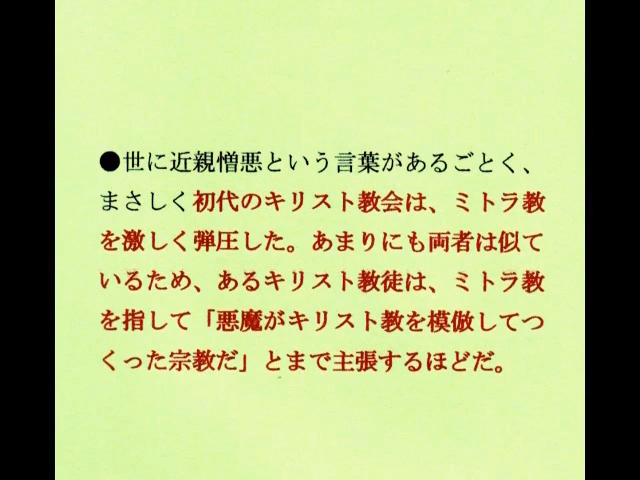 ●世に近親憎悪という言葉があるごとく、
まさしく初代のキリスト教会は、ミトラ教
を激しく弾圧した。あまりにも両者は似て
いるため、あるキリスト教徒は、ミトラ教
を指して「悪魔がキリスト教を模倣してつ
くった宗教だ」とまで主張するほどだ。